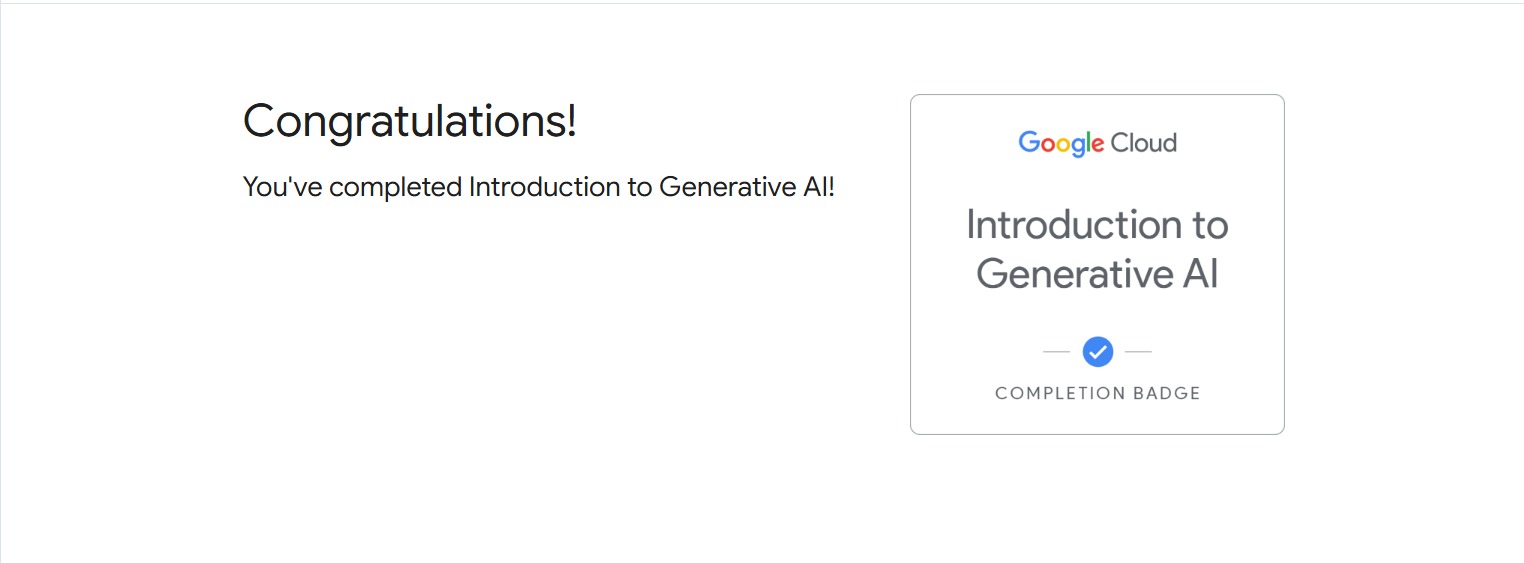 Congratulations!
You've completed Introduction to Generative AI!
Google Cloud
Introduction to
Generative AI
COMPLETION BADGE